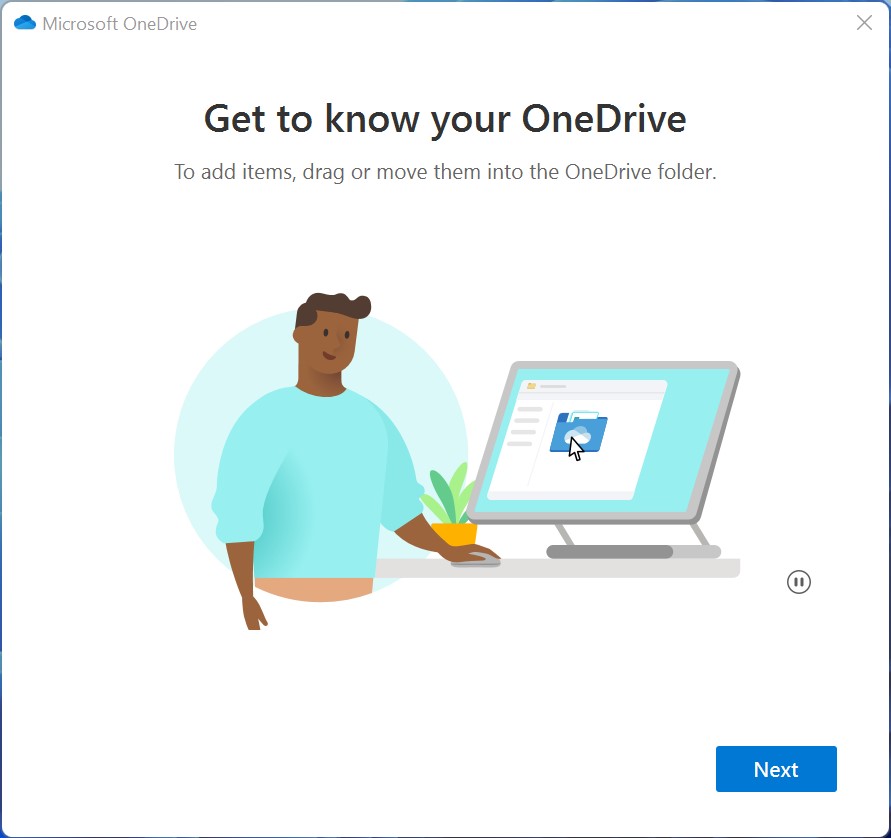 Microsoft OneDrive
Get to know your OneDrive
To add items, drag or move them into the OneDrive folder.
Next